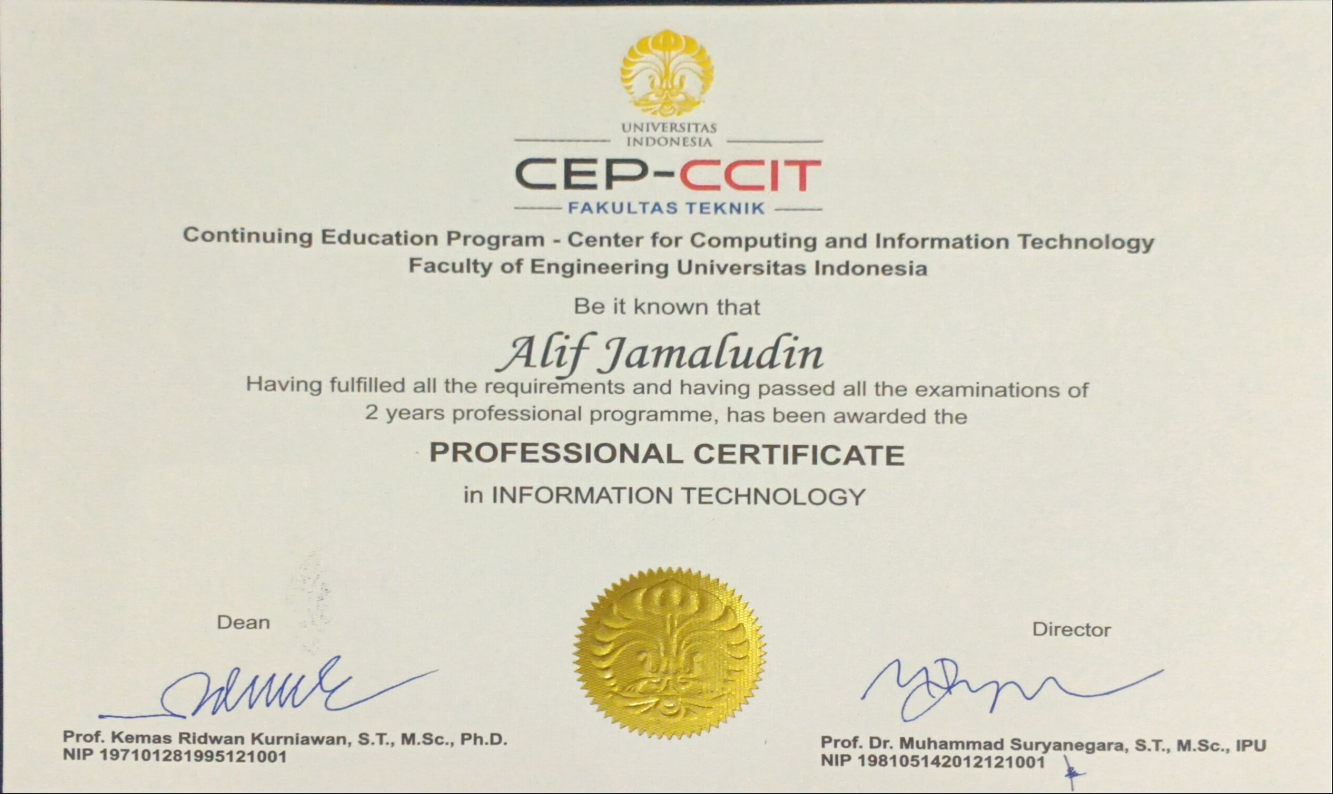 UNIVERSITAS
INDONESIA
CEP-CCIT
FAKULTAS TEKNIK
Continuing Education Program - Center for Computing and Information Technology
Faculty of Engineering Universitas Indonesia
Be it known that
Alif Jamaludin
Having fulfilled all the requirements and having passed all the examinations of
2 years professional programme, has been awarded the
PROFESSIONAL CERTIFICATE
in INFORMATION TECHNOLOGY
Dean
Prof. Kemas Ridwan Kurniawan, S.T., M.Sc., Ph.D.
NIP 197101281995121001
Director
Prof. Dr. Muhammad Suryanegara, S.T., M.Sc., IPU
NIP 198105142012121001